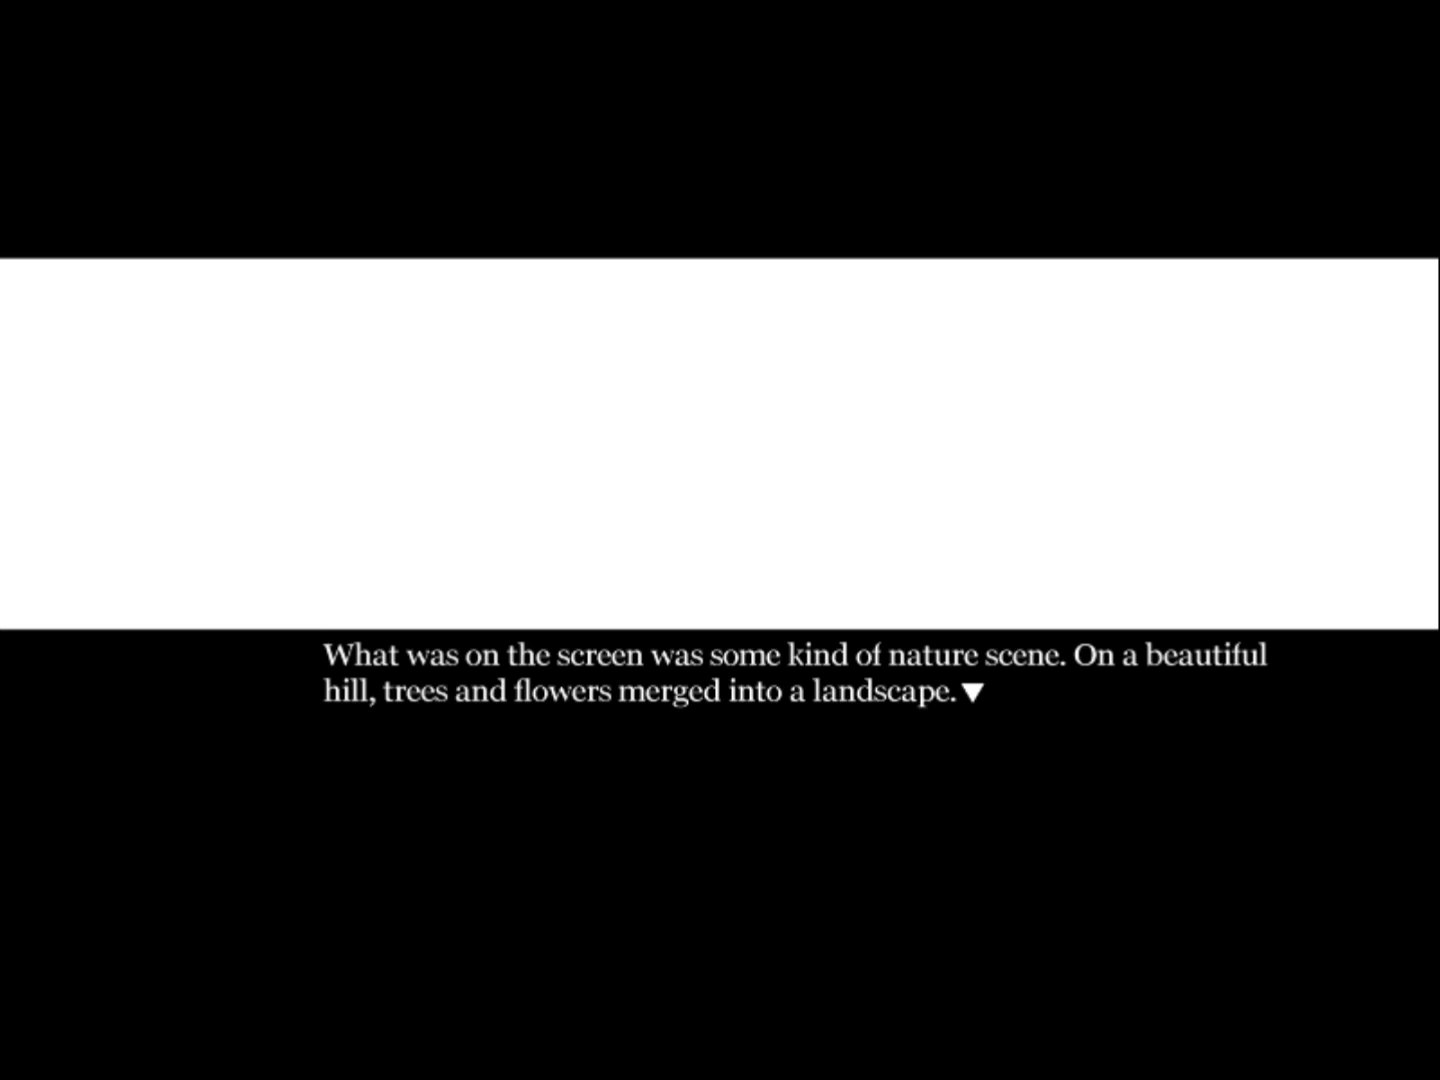 What was on the screen was some kind of nature scene. On a beautiful
hill, trees and flowers merged into a landscape.